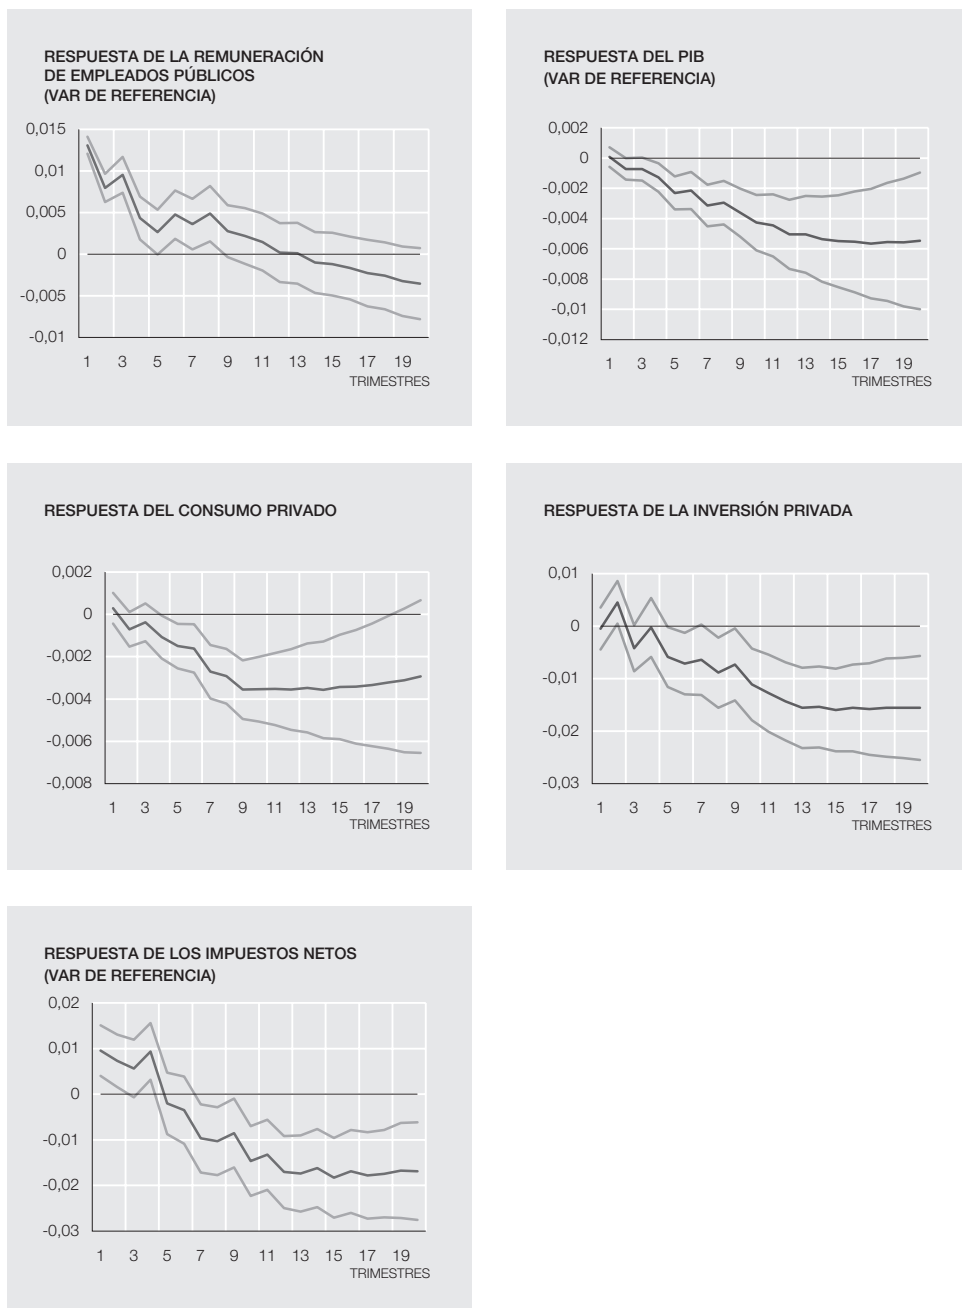 RESPUESTA DE LA REMUNERACIÓN
DE EMPLEADOS PÚBLICOS
(VAR DE REFERENCIA)
0,015
0,01
0,005
0
-0,005
-0,01
1 3 5 7 9 11 13 15 17 19
TRIMESTRES
RESPUESTA DEL PIB
(VAR DE REFERENCIA)
0,002
0
-0,002
-0,004
-0,006
-0,008
-0,01
-0,012
1 3 5 7 9 11 13 15 17 19
TRIMESTRES
RESPUESTA DEL CONSUMO PRIVADO
0,002
0
-0,002
-0,004
-0,006
-0,008
1 3 5 7 9 11 13 15 17 19
TRIMESTRES
RESPUESTA DE LA INVERSIÓN PRIVADA
0,01
0
-0,01
-0,02
-0,03
1 3 5 7 9 11 13 15 17 19
TRIMESTRES
RESPUESTA DE LOS IMPUESTOS NETOS
(VAR DE REFERENCIA)
0,02
0,01
0
-0,01
-0,02
-0,03
1 3 5 7 9 11 13 15 17 19
TRIMESTRES